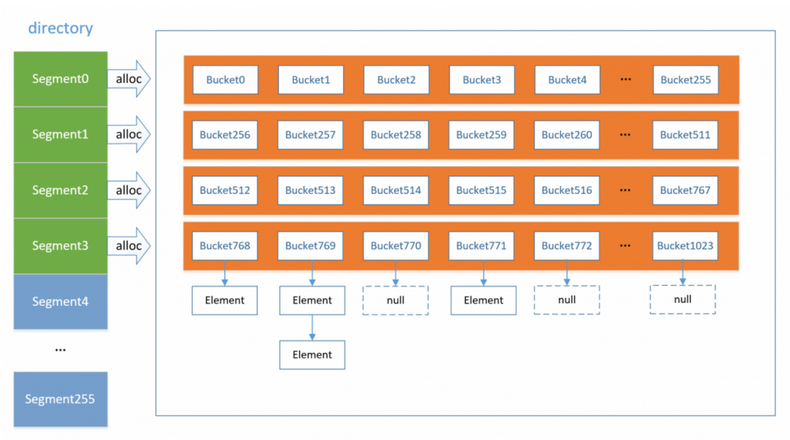 directory
Segment0
alloc
Bucket0
Bucket1
Bucket2
Bucket3
Bucket4
...
Bucket255
Segment1
alloc
Bucket256
Bucket257
Bucket258
Bucket259
Bucket260
...
Bucket511
Segment2
alloc
Bucket512
Bucket513
Bucket514
Bucket515
Bucket516
...
Bucket767
Segment3
alloc
Bucket768
Bucket769
Bucket770
Bucket771
Bucket772
...
Bucket1023
Segment4
Element
Element
null
Element
null
null
...
Element
Segment255